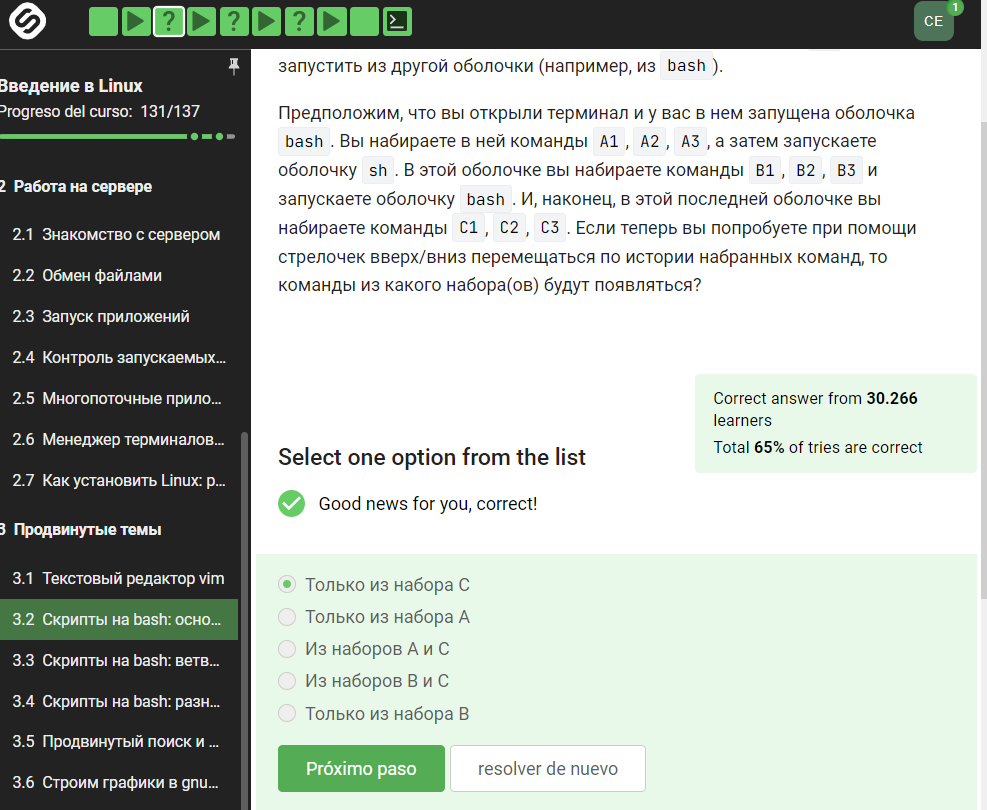 ? ? ?
CE
1
Введение в Linux
Progreso del curso: 131/137
2 Работа на сервере
2.1 Знакомство с сервером
2.2 Обмен файлами
2.3 Запуск приложений
2.4 Контроль запускаемых...
2.5 Многопоточные прило...
2.6 Менеджер терминалов...
2.7 Как установить Linux: р...
3 Продвинутые темы
3.1 Текстовый редактор vim
3.2 Скрипты на bash: осно...
3.3 Скрипты на bash: ветв...
3.4 Скрипты на bash: разн...
3.5 Продвинутый поиск и ...
3.6 Строим графики в gnu...
запустить из другой оболочки (например, из bash ).
Предположим, что вы открыли терминал и у вас в нем запущена оболочка
bash . Вы набираете в ней команды A1 , A2 , A3 , а затем запускаете
оболочку sh . В этой оболочке вы набираете команды B1 , B2 , B3 и
запускаете оболочку bash . И, наконец, в этой последней оболочке вы
набираете команды C1 , C2 , C3 . Если теперь вы попробуете при помощи
стрелочек вверх/вниз перемещаться по истории набранных команд, то
команды из какого набора(ов) будут появляться?
Correct answer from 30.266
learners
Total 65% of tries are correct
Select one option from the list
Good news for you, correct!
Только из набора C
Только из набора A
Из наборов A и C
Из наборов B и C
Только из набора B
Próximo paso
resolver de nuevo